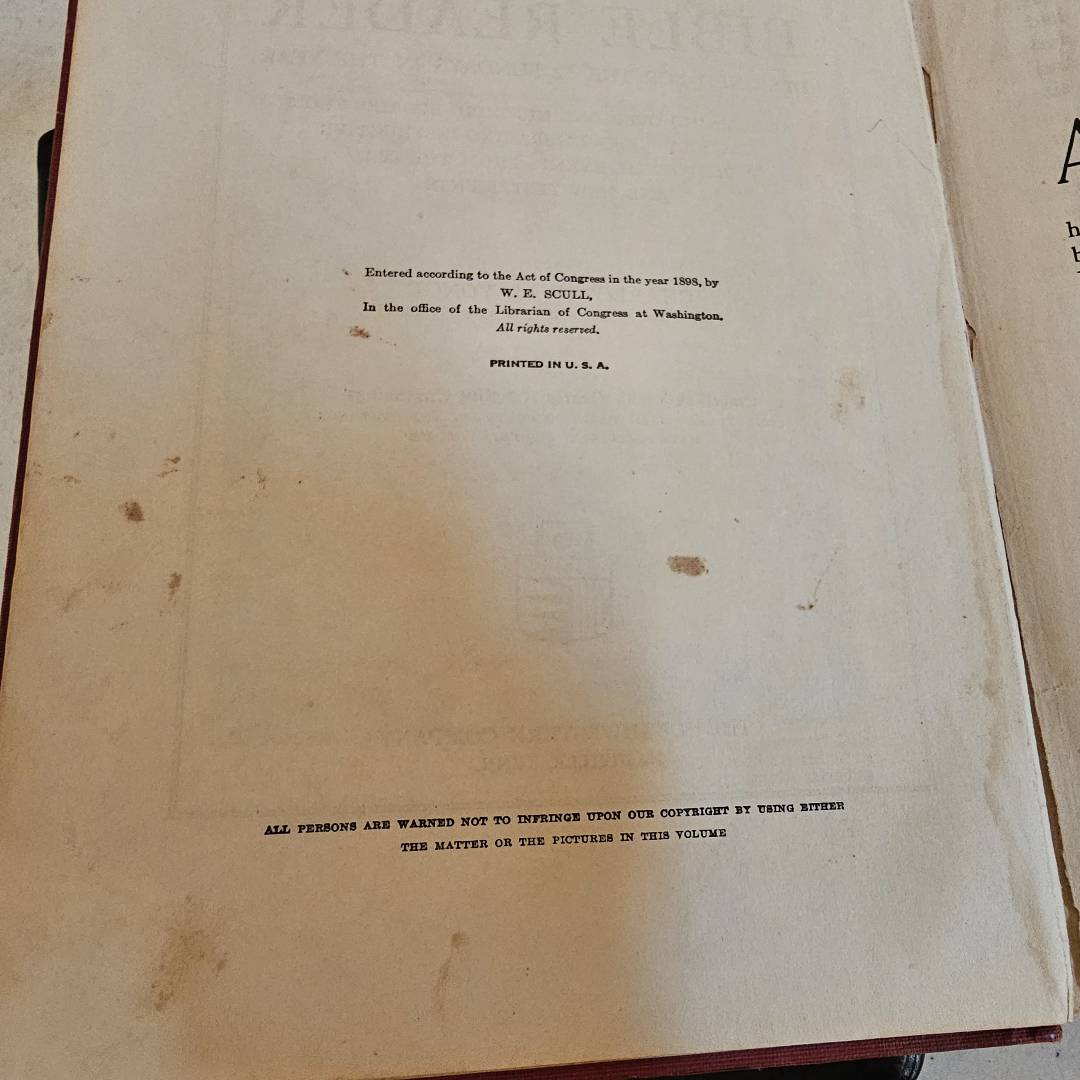 Entered according to the Act of Congress in the year 1898, by
W. E. SCULL,
In the office of the Librarian of Congress at Washington.
All rights reserved.
PRINTED IN U. S. A.
ALL PERSONS ARE WARNED NOT TO INFRINGE UPON OUR COPYRIGHT BY USING EITHER
THE MATTER OR THE PICTURES IN THIS VOLUME
BIBLE READER
A